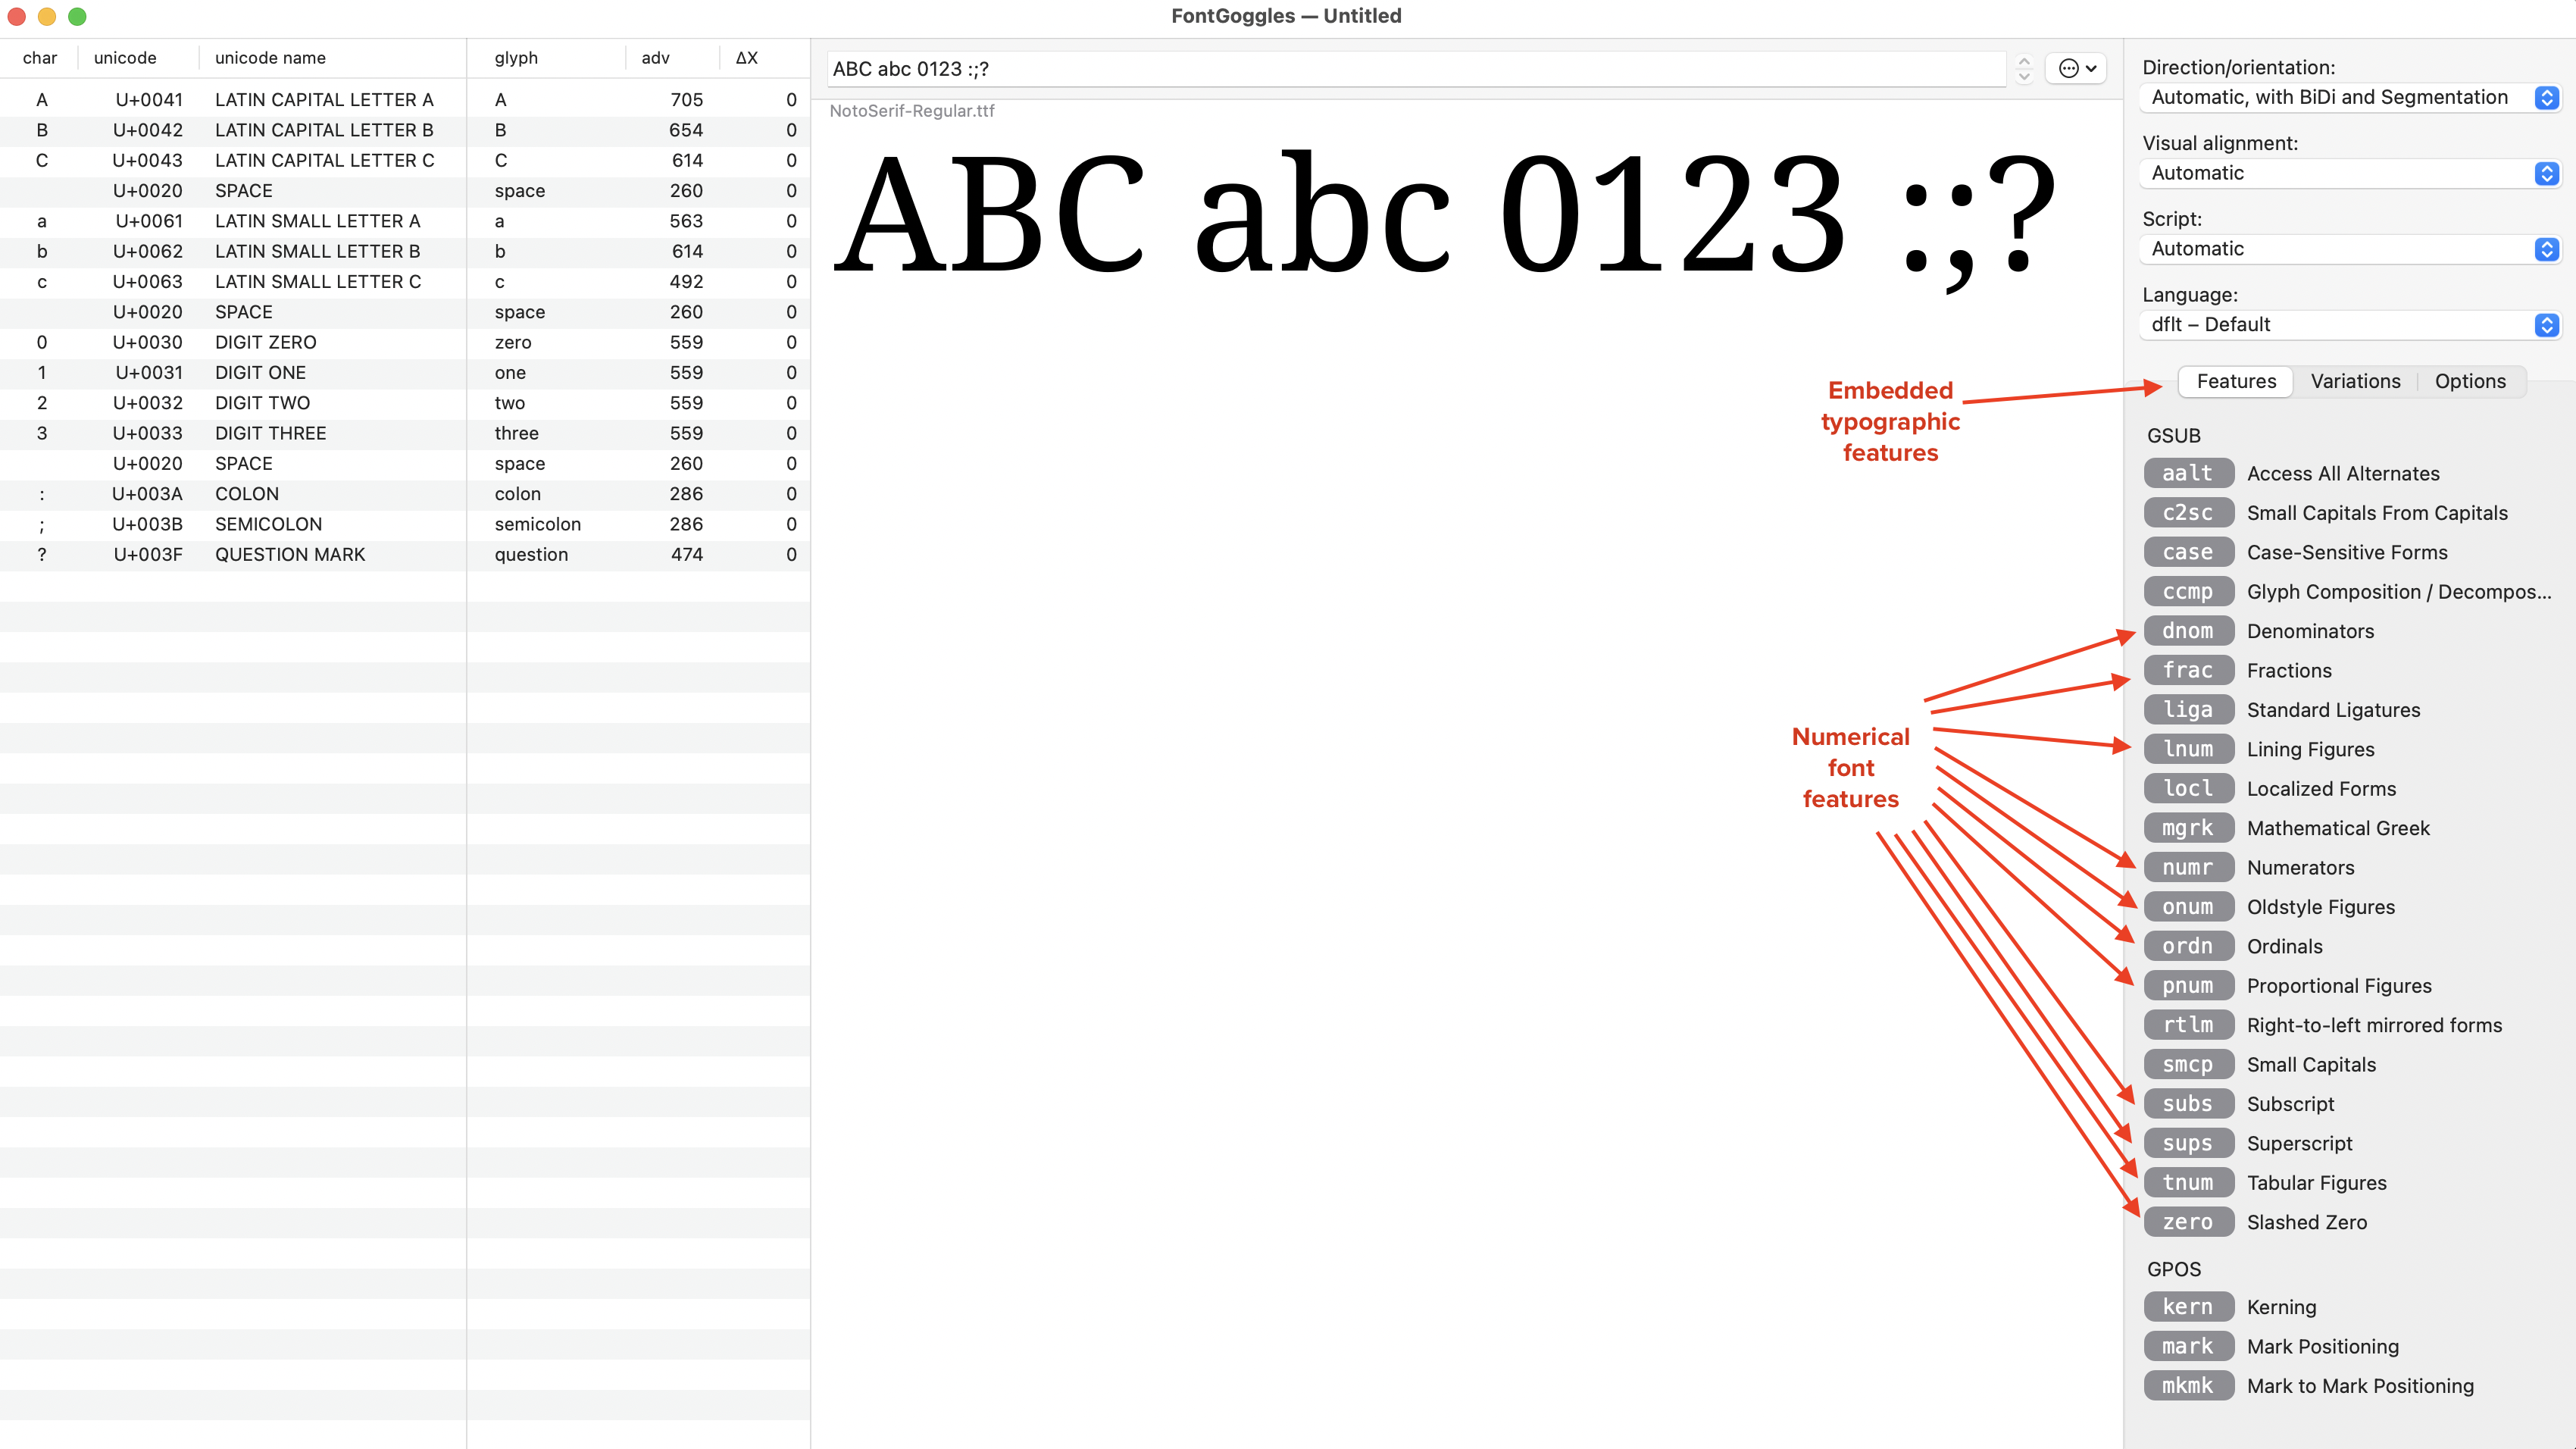 FontGoggles — Untitled
char unicode unicode name glyph adv ΔX
A U+0041 LATIN CAPITAL LETTER A A 705 0
B U+0042 LATIN CAPITAL LETTER B B 654 0
C U+0043 LATIN CAPITAL LETTER C C 614 0
U+0020 SPACE space 260 0
a U+0061 LATIN SMALL LETTER A a 563 0
b U+0062 LATIN SMALL LETTER B b 614 0
c U+0063 LATIN SMALL LETTER C c 492 0
U+0020 SPACE space 260 0
0 U+0030 DIGIT ZERO zero 559 0
1 U+0031 DIGIT ONE one 559 0
2 U+0032 DIGIT TWO two 559 0
3 U+0033 DIGIT THREE three 559 0
U+0020 SPACE space 260 0
: U+003A COLON colon 286 0
; U+003B SEMICOLON semicolon 286 0
? U+003F QUESTION MARK question 474 0
ABC abc 0123 :;?
NotoSerif-Regular.ttf
ABC abc 0123 :;?
Embedded
typographic
features
Numerical
font
features
Direction/orientation:
Automatic, with BiDi and Segmentation
Visual alignment:
Automatic
Script:
Automatic
Language:
dflt – Default
Features Variations Options
GSUB
aalt Access All Alternates
c2sc Small Capitals From Capitals
case Case-Sensitive Forms
ccmp Glyph Composition / Decompos...
dnom Denominators
frac Fractions
liga Standard Ligatures
lnum Lining Figures
locl Localized Forms
mgrk Mathematical Greek
numr Numerators
onum Oldstyle Figures
ordn Ordinals
pnum Proportional Figures
rtlm Right-to-left mirrored forms
smcp Small Capitals
subs Subscript
sups Superscript
tnum Tabular Figures
zero Slashed Zero
GPOS
kern Kerning
mark Mark Positioning
mkmk Mark to Mark Positioning